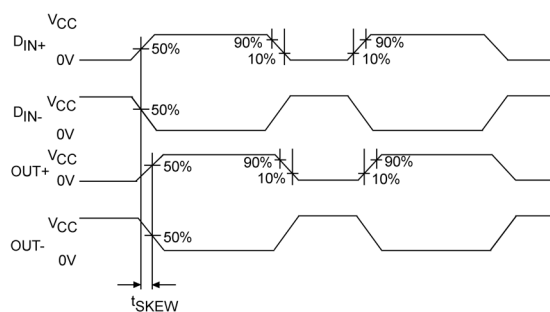 VCC
DIN+
0V
50%
90%
10%
90%
10%
VCC
DIN-
0V
50%
VCC
OUT+
0V
50%
90%
10%
90%
10%
VCC
OUT-
0V
50%
tSKEW